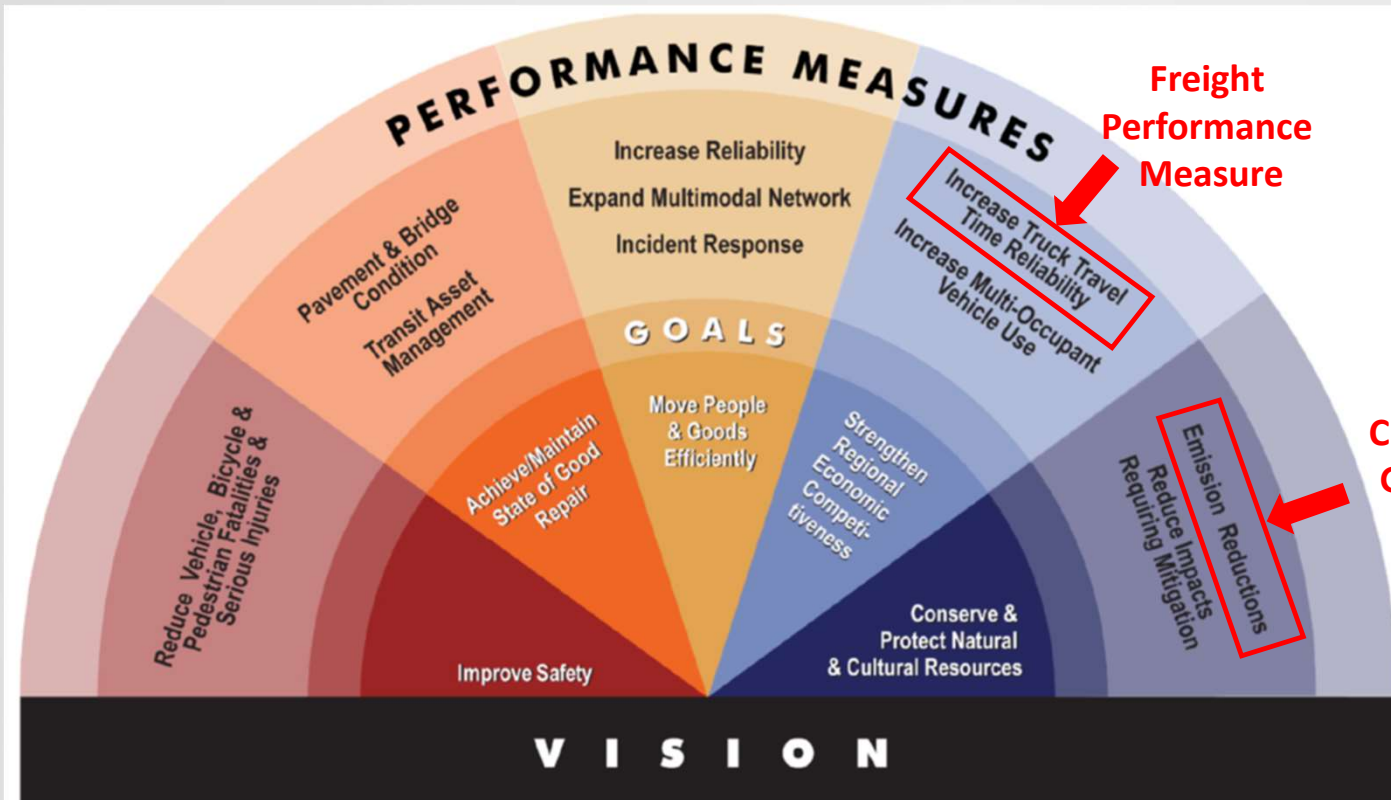 PERFORMANCE MEASURES
Freight
Performance
Measure
Reduce Vehicle, Bicycle &
Pedestrian Fatalities &
Serious Injuries
Pavement & Bridge
Condition
Transit Asset
Management
Increase Reliability
Expand Multimodal Network
Incident Response
Increase Truck Travel
Time Reliability
Increase Multi-Occupant
Vehicle Use
Emission Reductions
Reduce Impacts
Requiring Mitigation
GOALS
Improve Safety
Achieve/Maintain
State of Good
Repair
Move People
& Goods
Efficiently
Strengthen
Regional
Economic
Competi-
tiveness
Conserve &
Protect Natural
& Cultural Resources
VISION